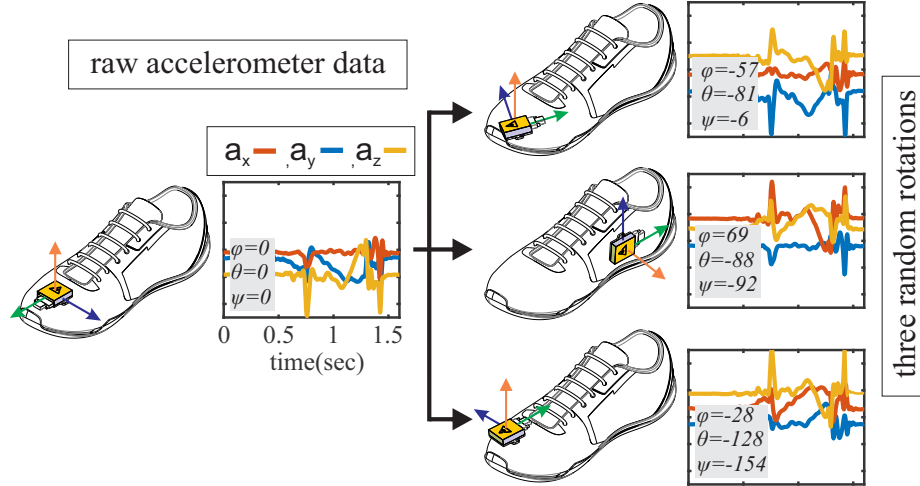 raw accelerometer data
ax ,ay ,az
φ=0
θ=0
ψ=0
0 0.5 1 1.5
time(sec)
φ=-57
θ=-81
ψ=-6
φ=69
θ=-88
ψ=-92
φ=-28
θ=-128
ψ=-154
three random rotations